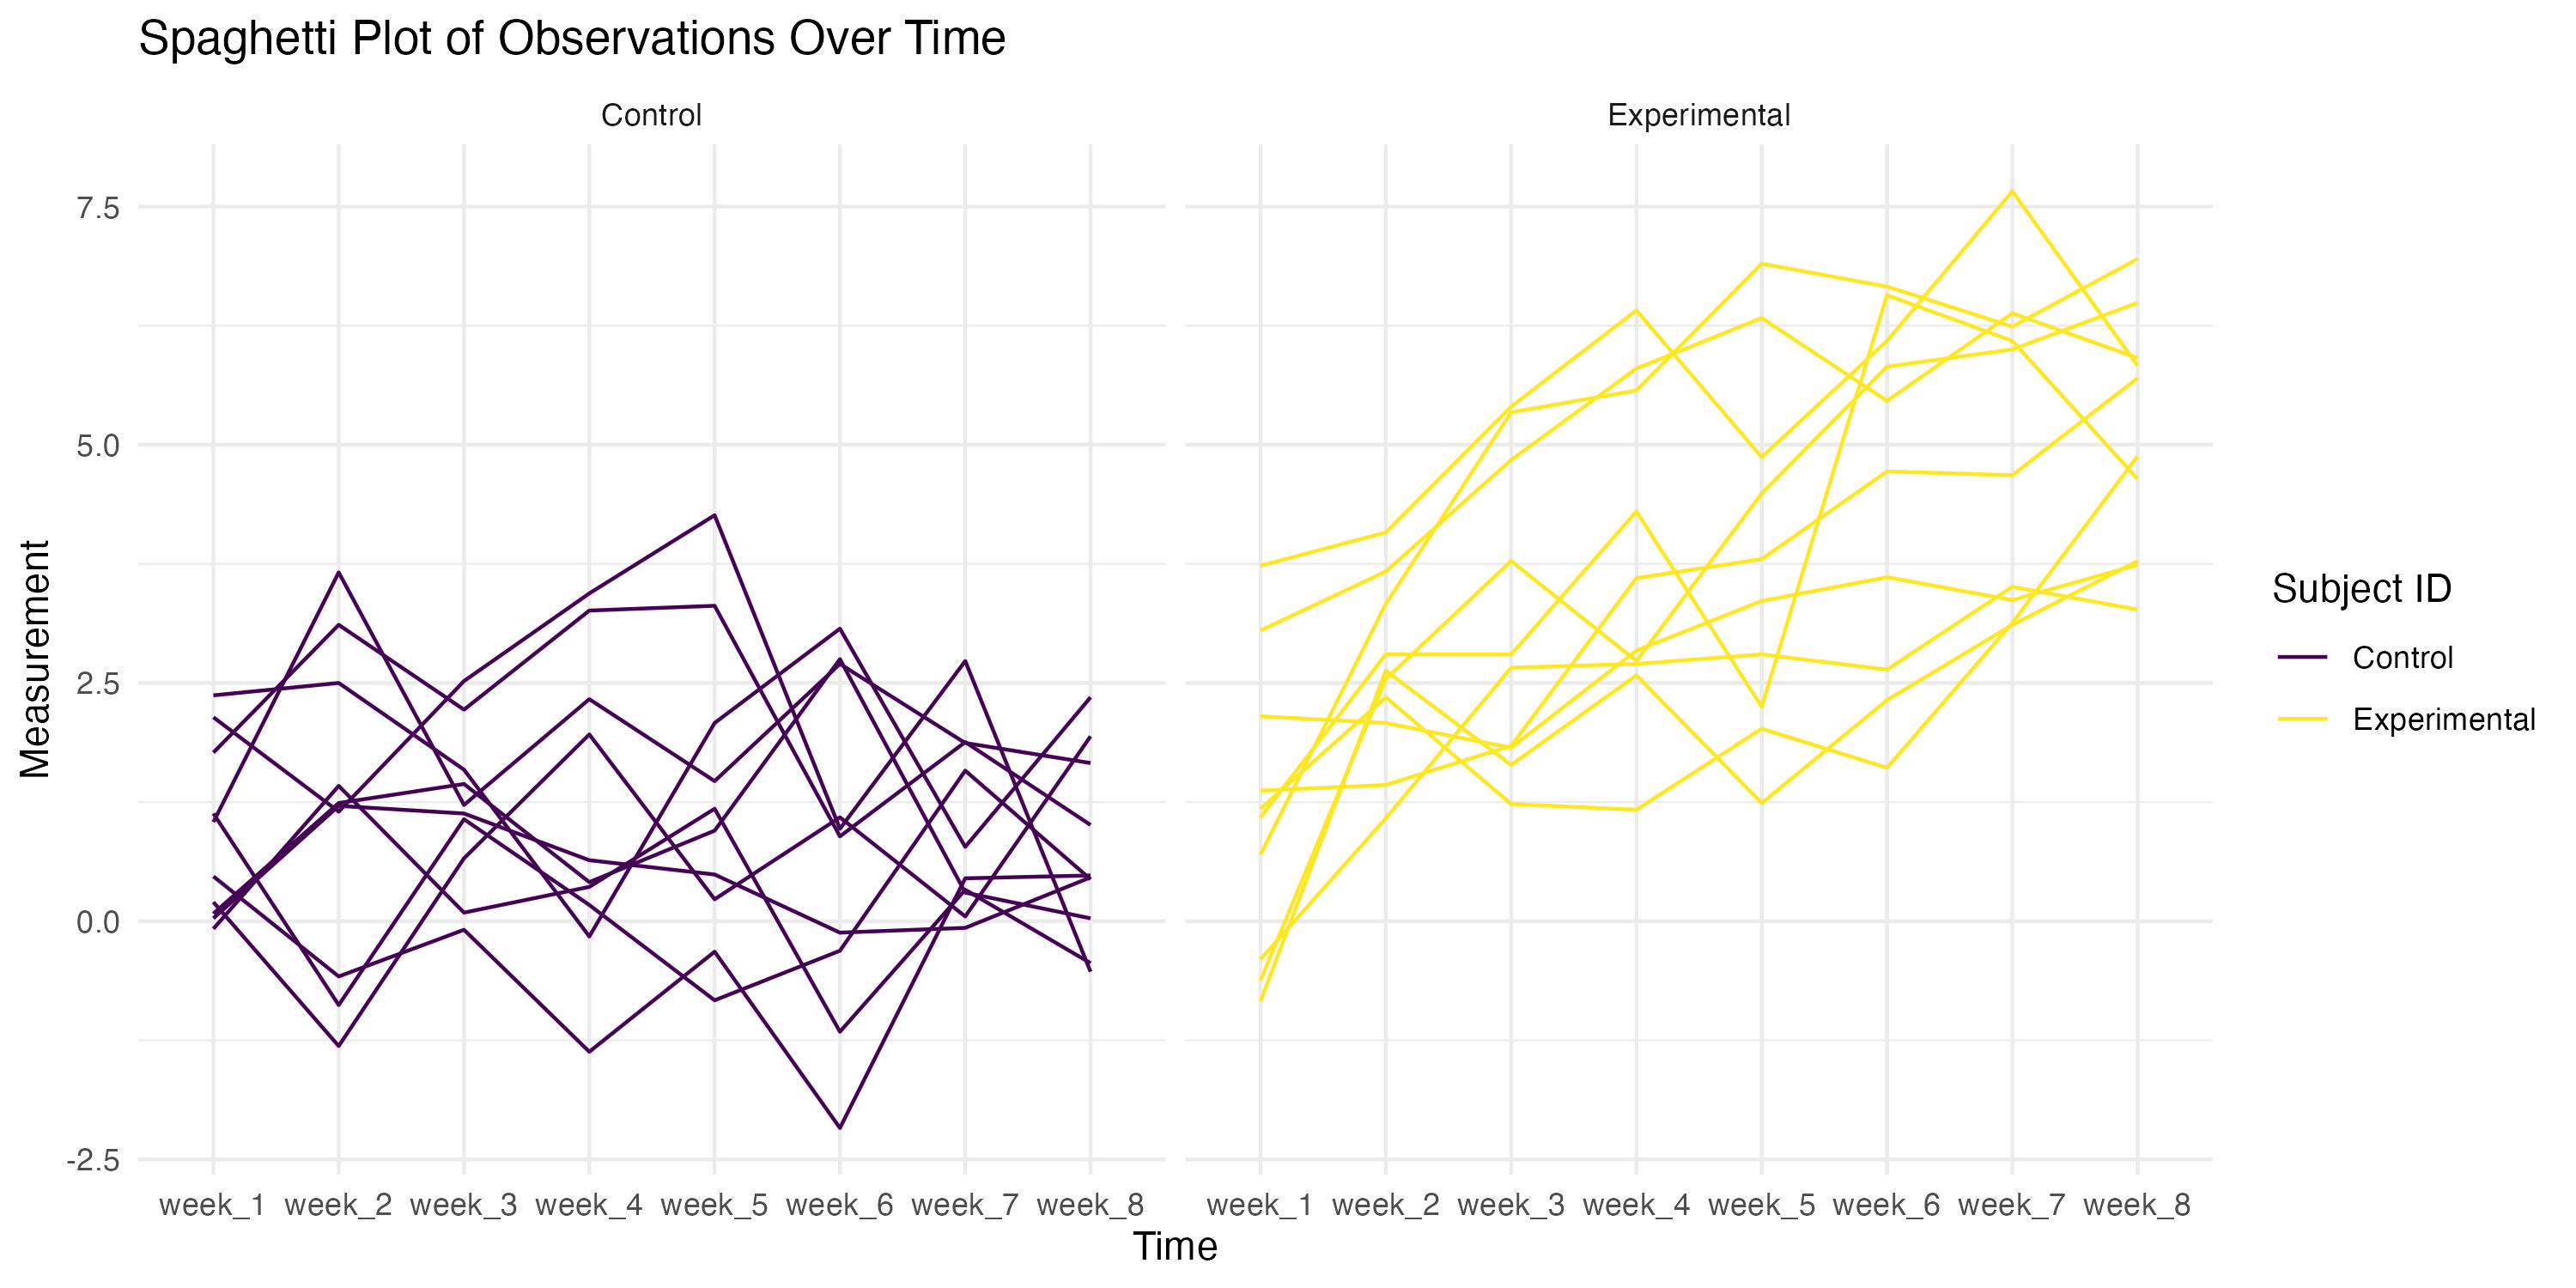 Spaghetti Plot of Observations Over Time
Control
Experimental
Measurement
7.5
5.0
2.5
0.0
-2.5
week_1 week_2 week_3 week_4 week_5 week_6 week_7 week_8
week_1 week_2 week_3 week_4 week_5 week_6 week_7 week_8
Time
Subject ID
Control
Experimental